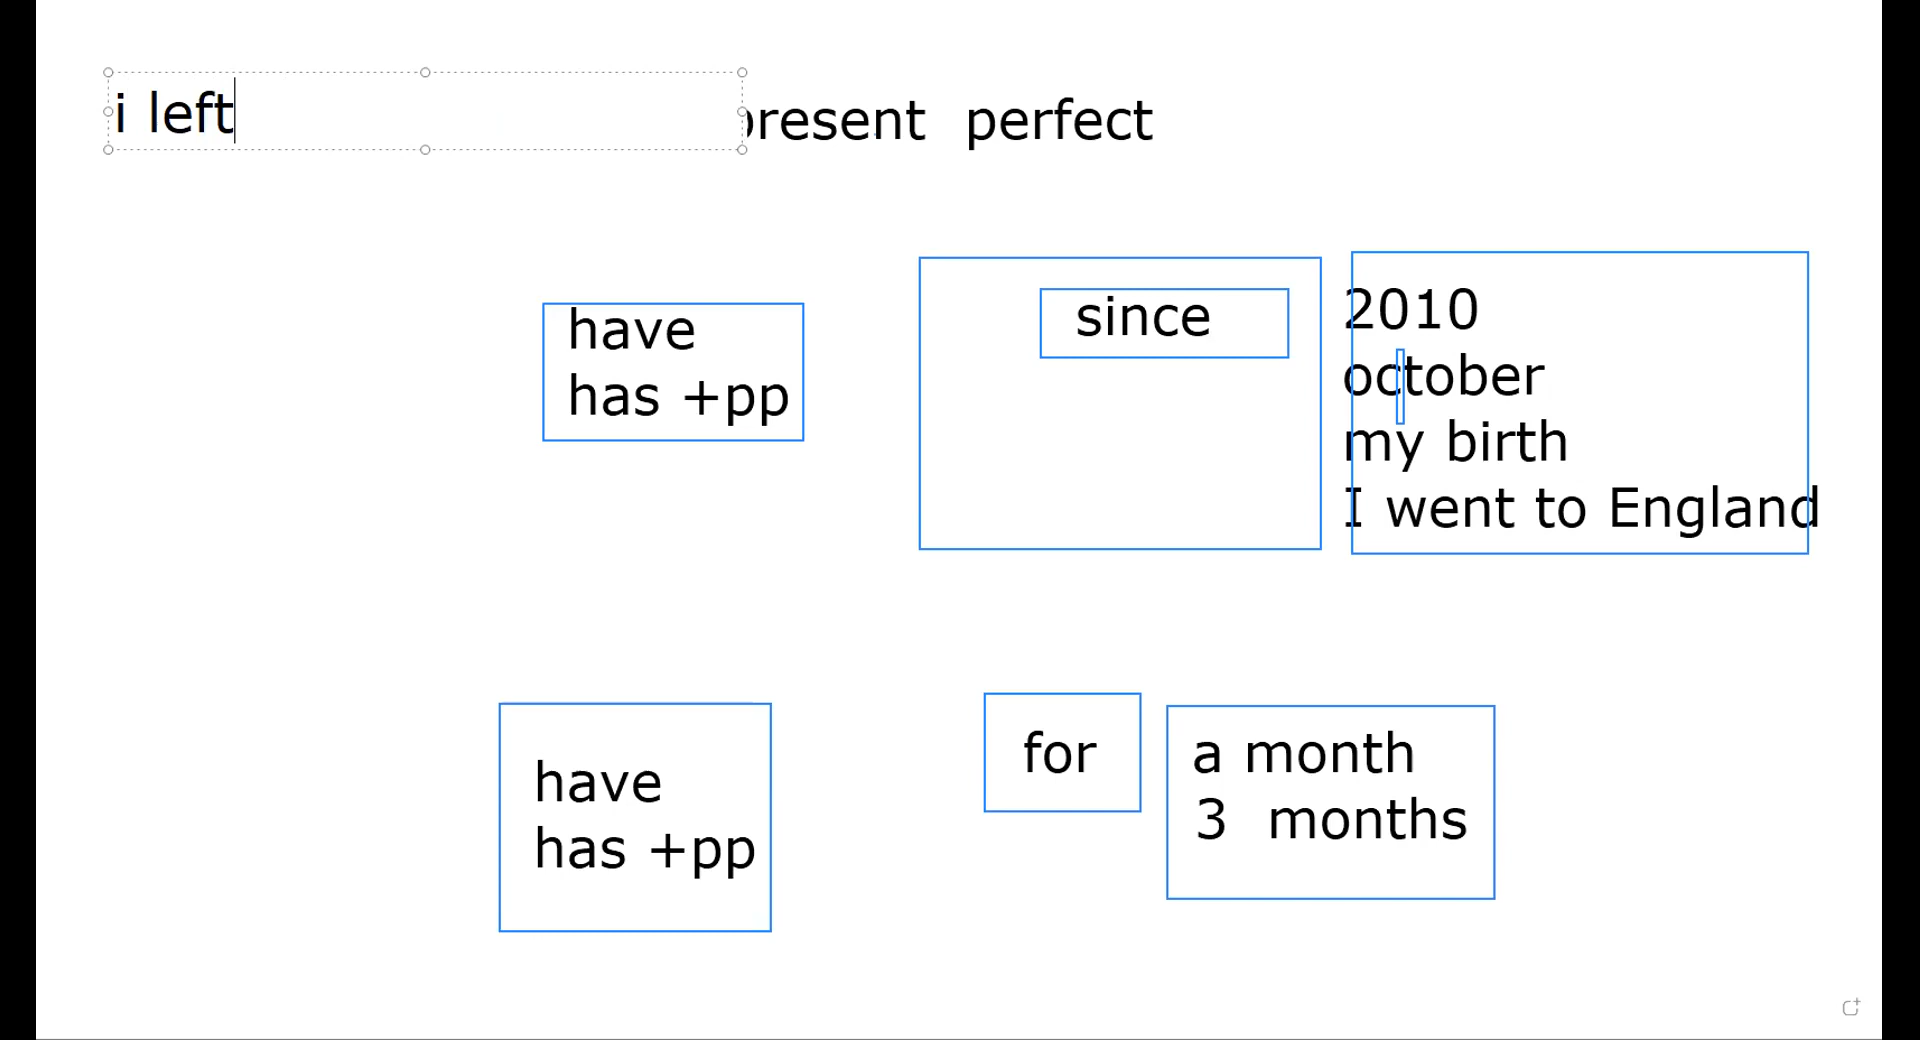 i left
present perfect
have
has +pp
since
2010
october
my birth
I went to England
have
has +pp
for
a month
3 months